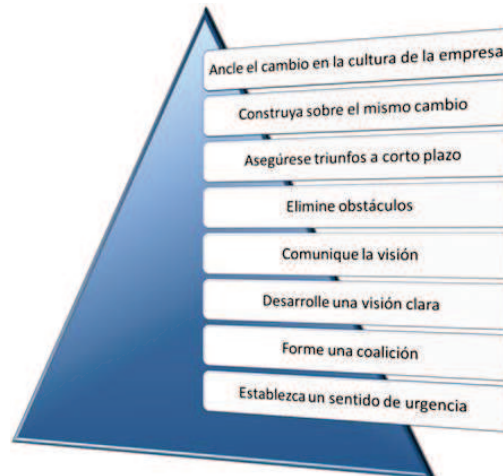 Ancle el cambio en la cultura de la empresa
Construya sobre el mismo cambio
Asegúrese triunfos a corto plazo
Elimine obstáculos
Comunique la visión
Desarrolle una visión clara
Forme una coalición
Establezca un sentido de urgencia